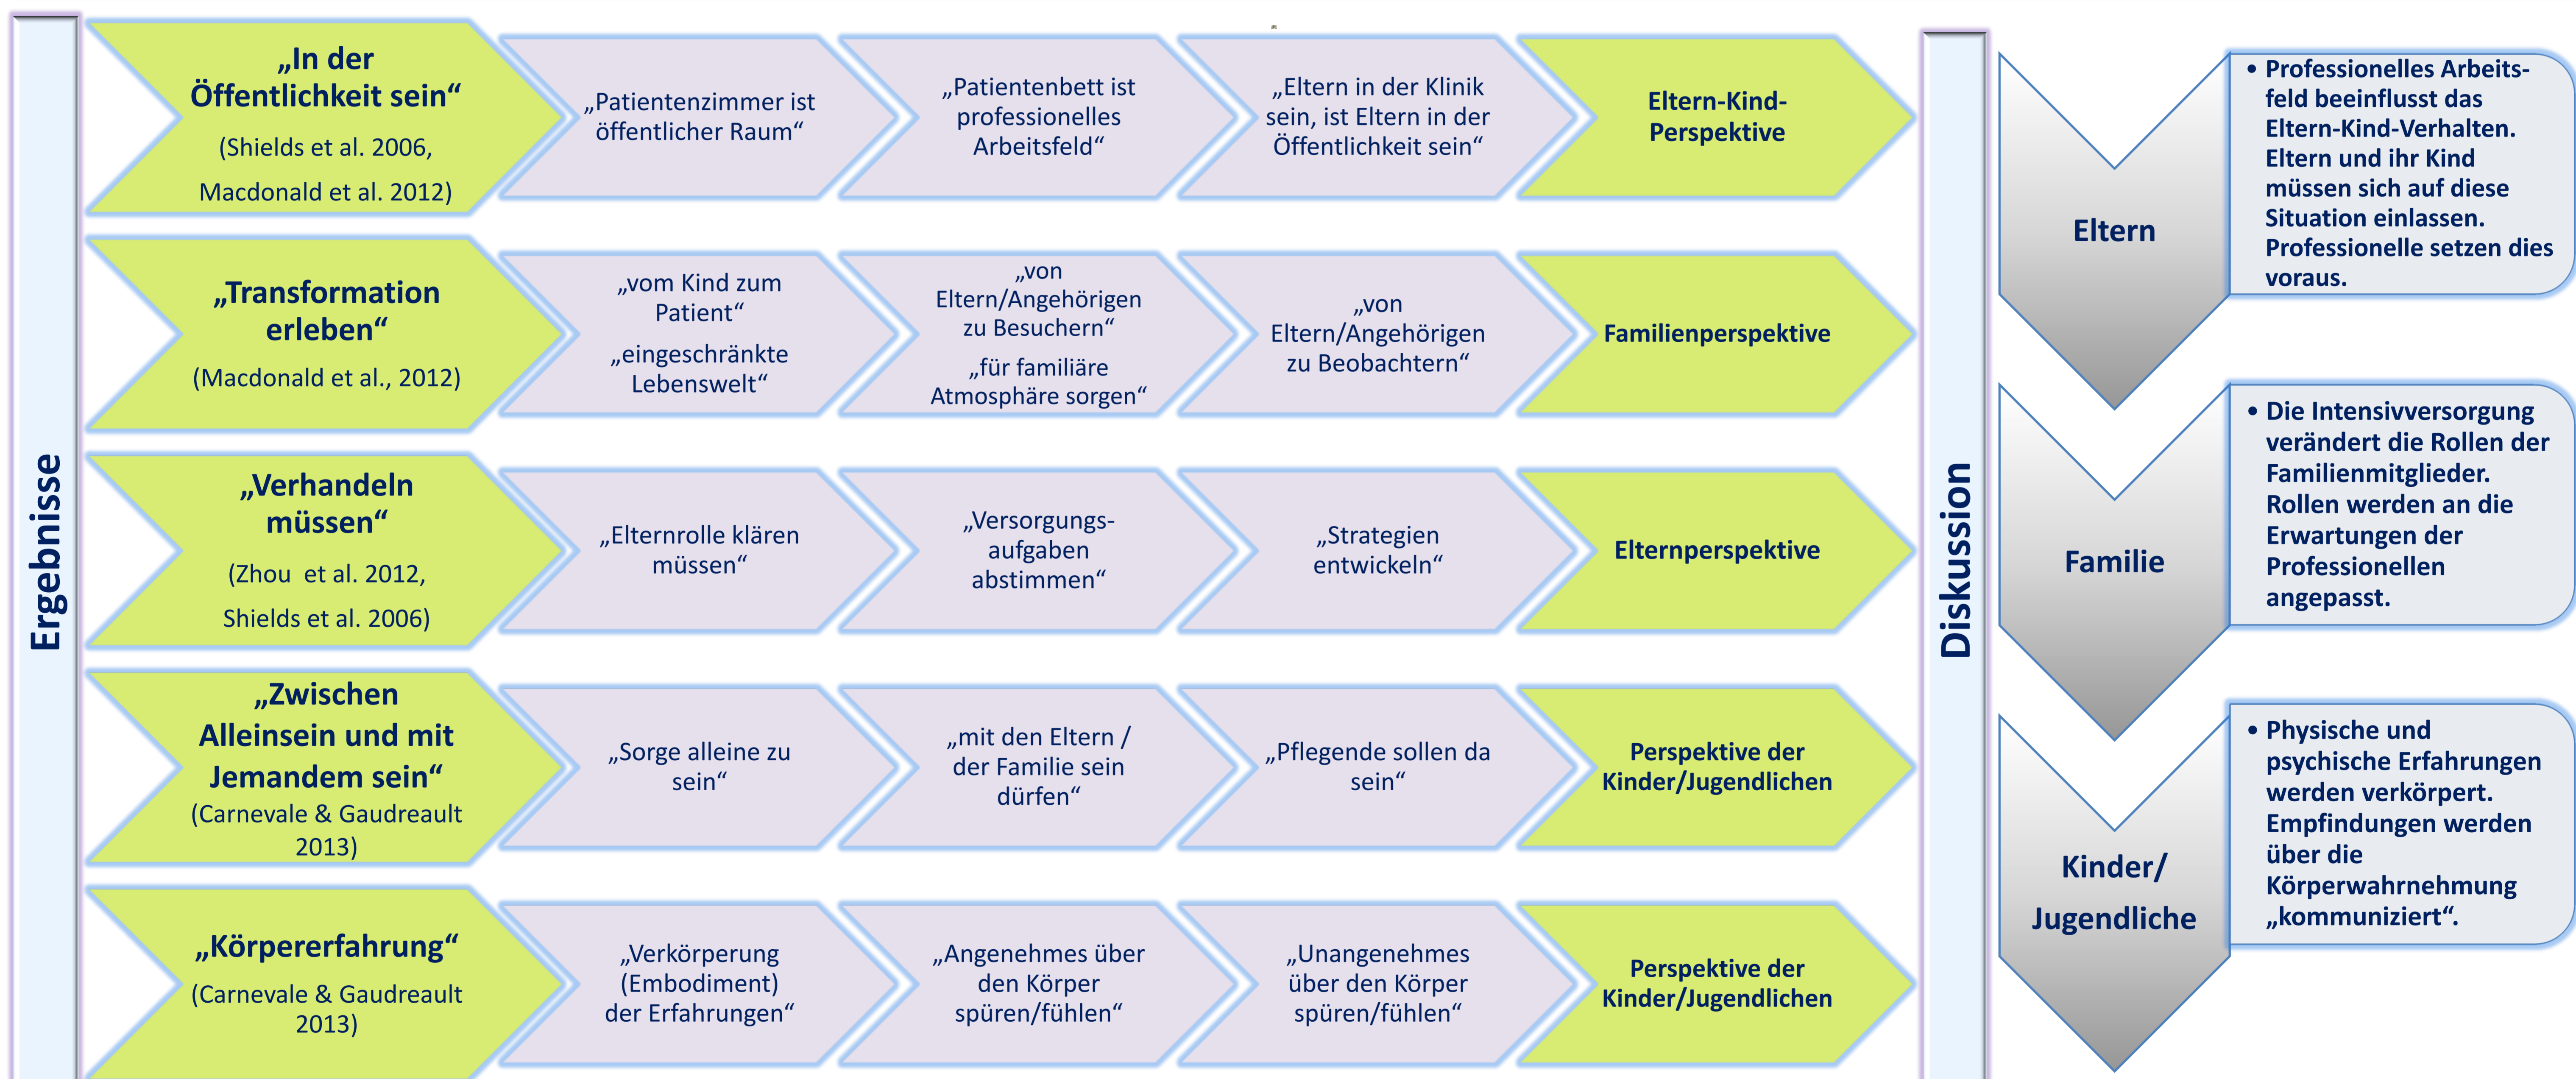 Ergebnisse
„In der
Öffentlichkeit sein“
(Shields et al. 2006,
Macdonald et al. 2012)
„Patientenzimmer ist
öffentlicher Raum“
„Patientenbett ist
professionelles
Arbeitsfeld“
„Eltern in der Klinik
sein, ist Eltern in der
Öffentlichkeit sein“
Eltern-Kind-
Perspektive
„Transformation
erleben“
(Macdonald et al., 2012)
„vom Kind zum
Patient“
„eingeschränkte
Lebenswelt“
„von
Eltern/Angehörigen
zu Besuchern“
„für familiäre
Atmosphäre sorgen“
„von
Eltern/Angehörigen
zu Beobachtern“
Familienperspektive
„Verhandeln
müssen“
(Zhou  et al. 2012,
Shields et al. 2006)
„Elternrolle klären
müssen“
„Versorgungs-
aufgaben
abstimmen“
„Strategien
entwickeln“
Elternperspektive
„Zwischen
Alleinsein und mit
Jemandem sein“
(Carnevale & Gaudreault
2013)
„Sorge alleine zu
sein“
„mit den Eltern /
der Familie sein
dürfen“
„Pflegende sollen da
sein“
Perspektive der
Kinder/Jugendlichen
„Körpererfahrung“
(Carnevale & Gaudreault
2013)
„Verkörperung
(Embodiment)
der Erfahrungen“
„Angenehmes über
den Körper
spüren/fühlen“
„Unangenehmes
über den Körper
spüren/fühlen“
Perspektive der
Kinder/Jugendlichen
Diskussion
Eltern
• Professionelles Arbeits-
feld beeinflusst das
Eltern-Kind-Verhalten.
Eltern und ihr Kind
müssen sich auf diese
Situation einlassen.
Professionelle setzen dies
voraus.
Familie
• Die Intensivversorgung
verändert die Rollen der
Familienmitglieder.
Rollen werden an die
Erwartungen der
Professionellen
angepasst.
Kinder/
Jugendliche
• Physische und
psychische Erfahrungen
werden verkörpert.
Empfindungen werden
über die
Körperwahrnehmung
„kommuniziert“.